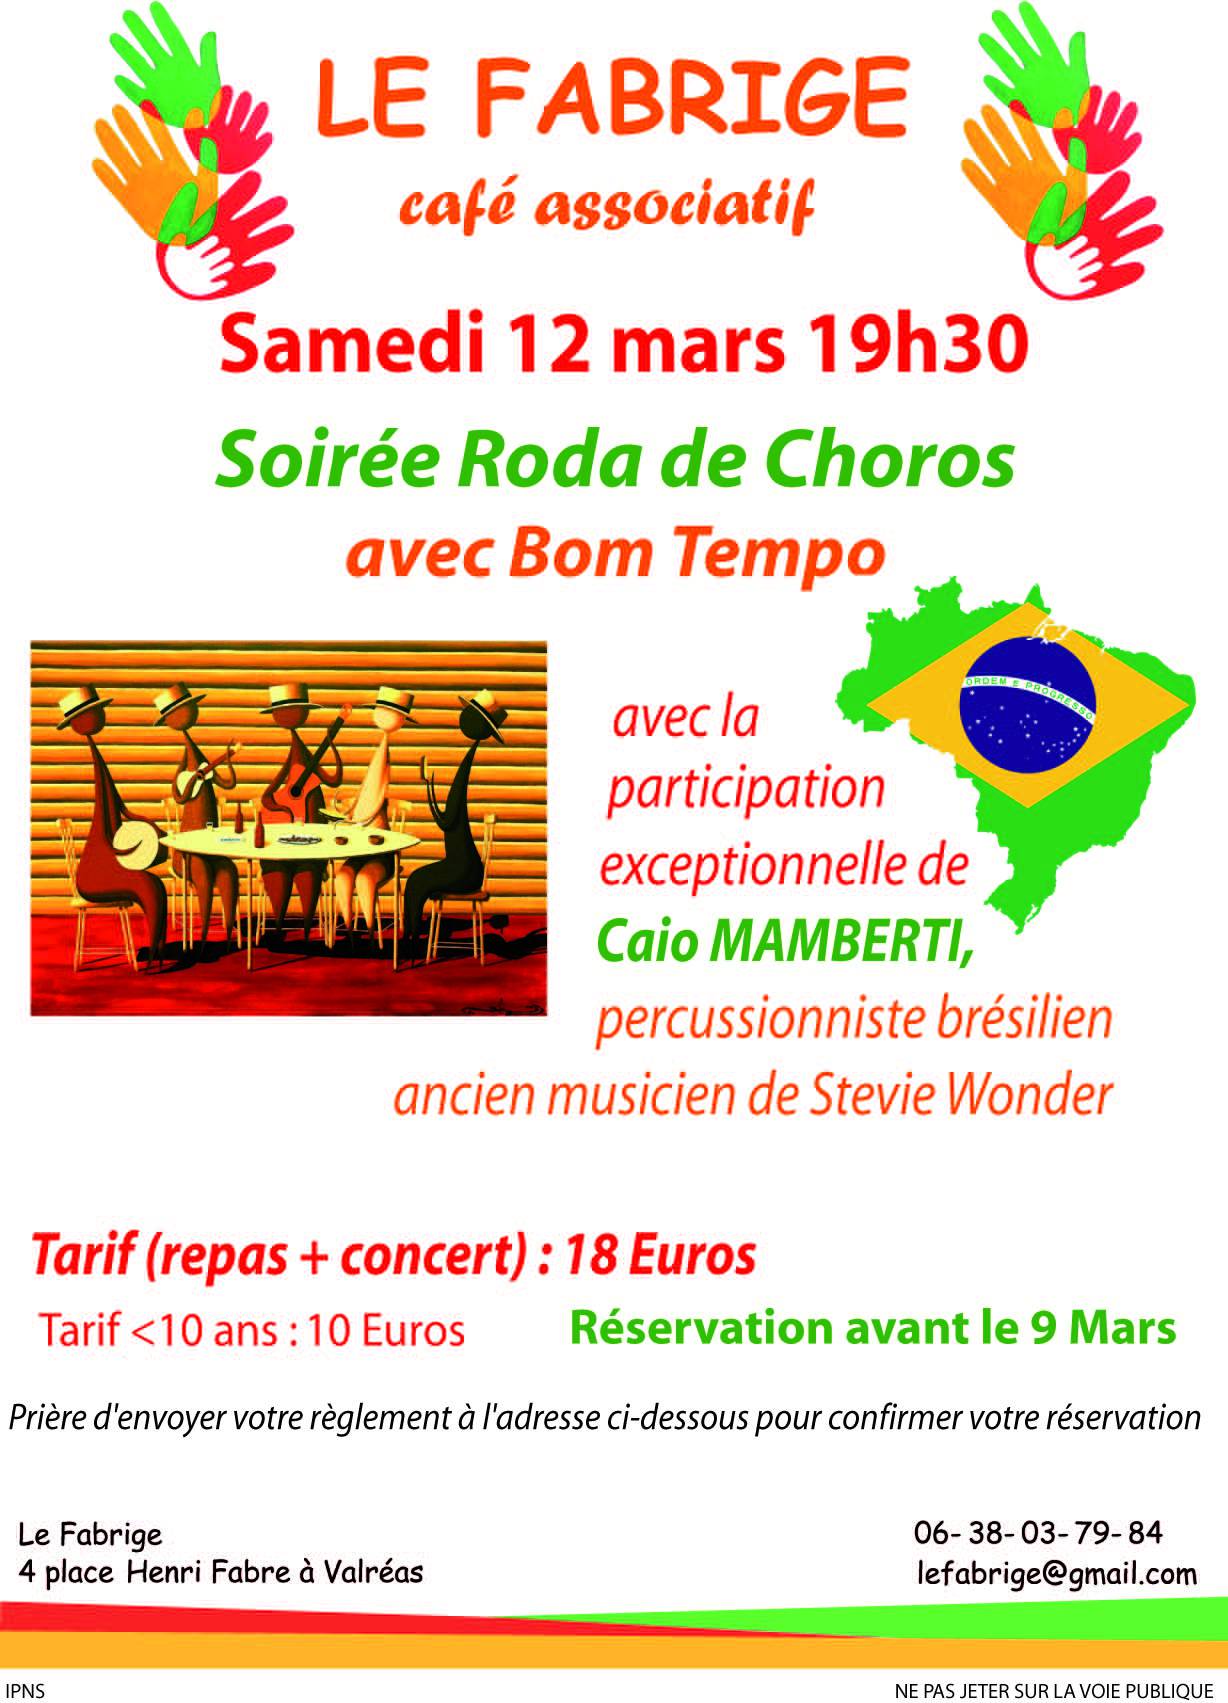 LE FABRIGE
café associatif
Samedi 12 mars 19h30
Soirée Roda de Choros
avec Bom Tempo
ORDEM E PROGRESSO
avec la
participation
exceptionnelle de
Caio MAMBERTI,
percussionniste brésilien
ancien musicien de Stevie Wonder
Tarif (repas + concert) : 18 Euros
Tarif <10 ans : 10 Euros
Réservation avant le 9 Mars
Prière d'envoyer votre règlement à l'adresse ci-dessous pour confirmer votre réservation
Le Fabrige
4 place Henri Fabre à Valréas
06- 38- 03- 79- 84
lefabrige@gmail.com
IPNS
NE PAS JETER SUR LA VOIE PUBLIQUE